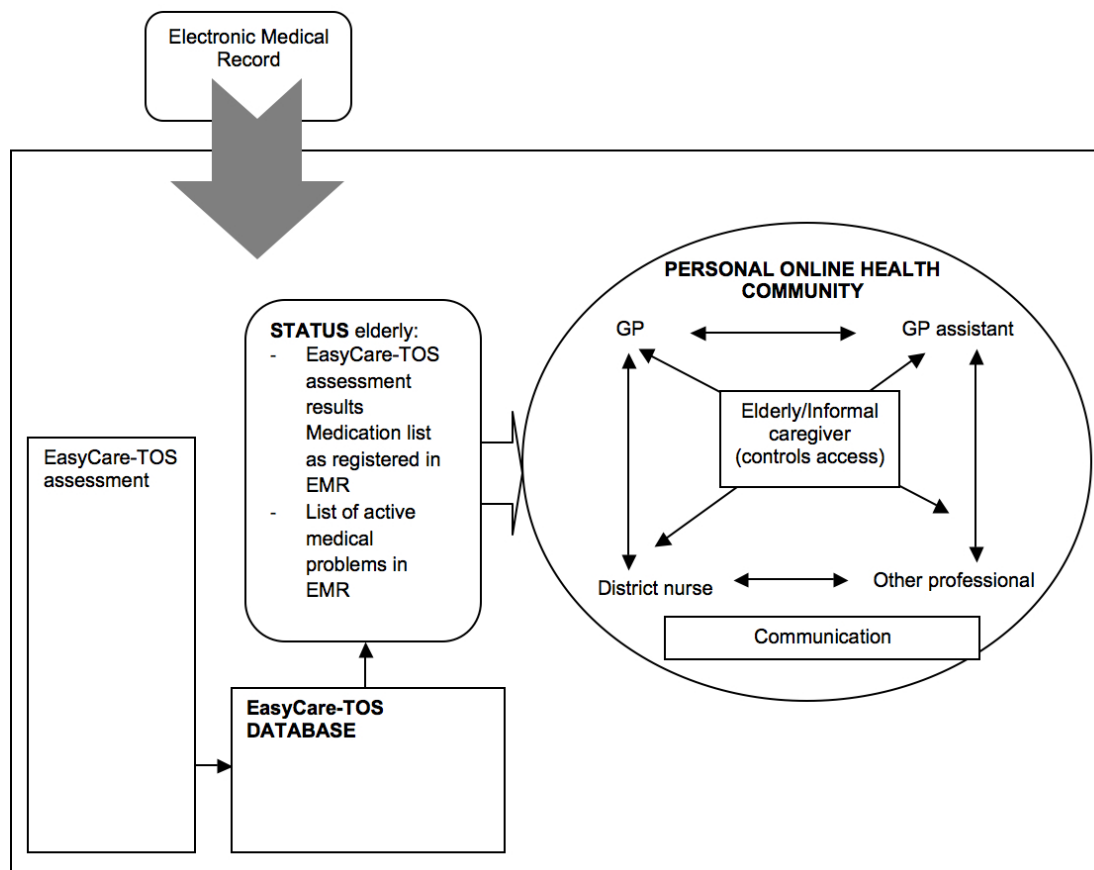 Electronic Medical
Record
PERSONAL ONLINE HEALTH
COMMUNITY
GP
GP assistant
Elderly/Informal
caregiver
(controls access)
District nurse
Other professional
Communication
STATUS elderly:
- EasyCare-TOS
assessment
results
Medication list
as registered in
EMR
- List of active
medical
problems in
EMR
EasyCare-TOS
assessment
EasyCare-TOS
DATABASE